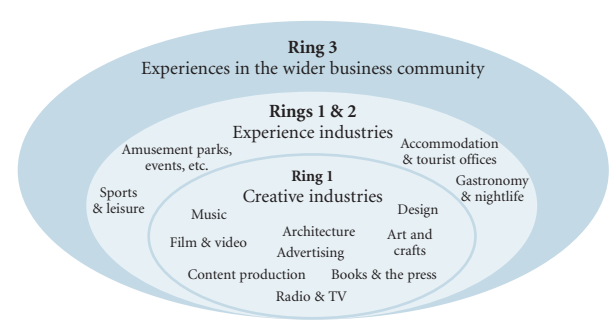 Ring 3
Experiences in the wider business community
Rings 1 & 2
Experience industries
Amusement parks,
events, etc.
Accommodation
& tourist offices
Sports
& leisure
Gastronomy
& nightlife
Ring 1
Creative industries
Music
Design
Film & video
Architecture
Advertising
Art and
crafts
Content production
Books & the press
Radio & TV